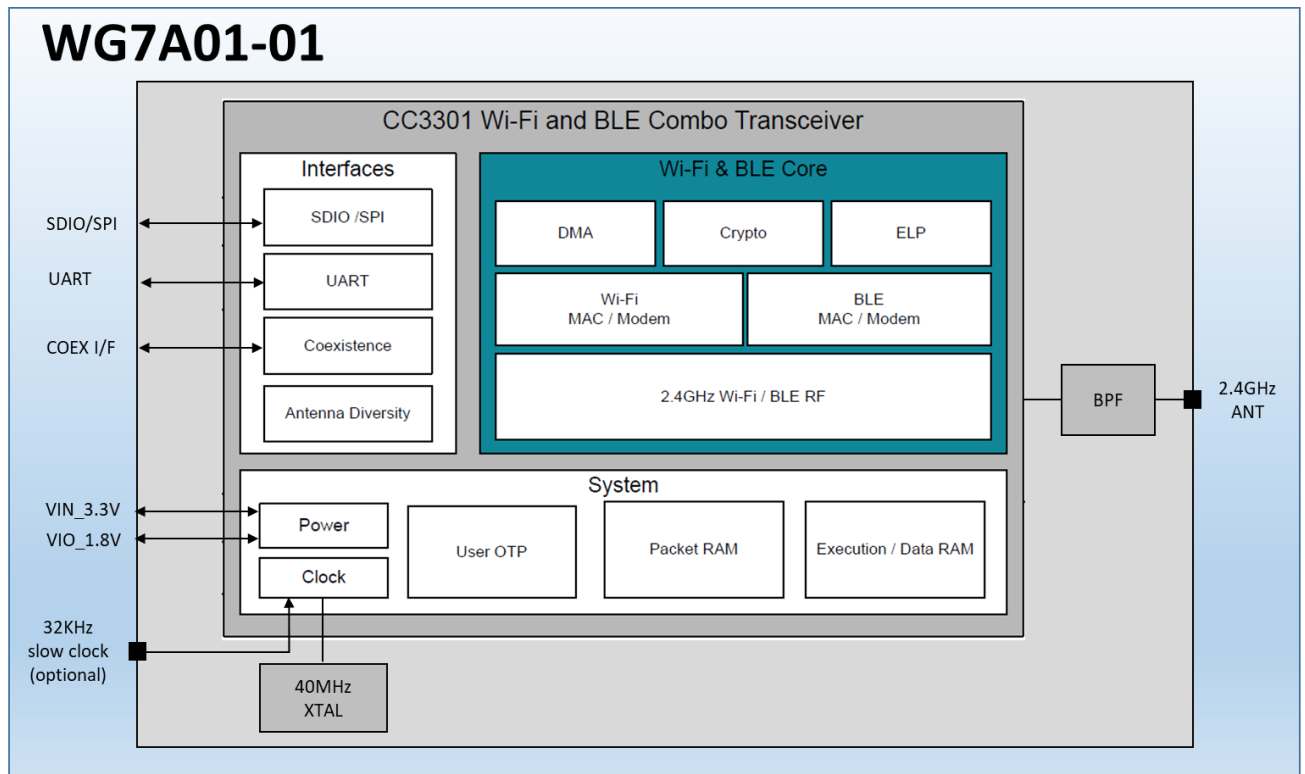 WG7A01-01
CC3301 Wi-Fi and BLE Combo Transceiver
Interfaces
SDIO /SPI
UART
Coexistence
Antenna Diversity
Wi-Fi & BLE Core
DMA
Crypto
ELP
Wi-Fi
MAC / Modem
BLE
MAC / Modem
2.4GHz Wi-Fi / BLE RF
System
Power
Clock
User OTP
Packet RAM
Execution / Data RAM
SDIO/SPI
UART
COEX I/F
VIN_3.3V
VIO_1.8V
32KHz
slow clock
(optional)
40MHz
XTAL
BPF
2.4GHz
ANT